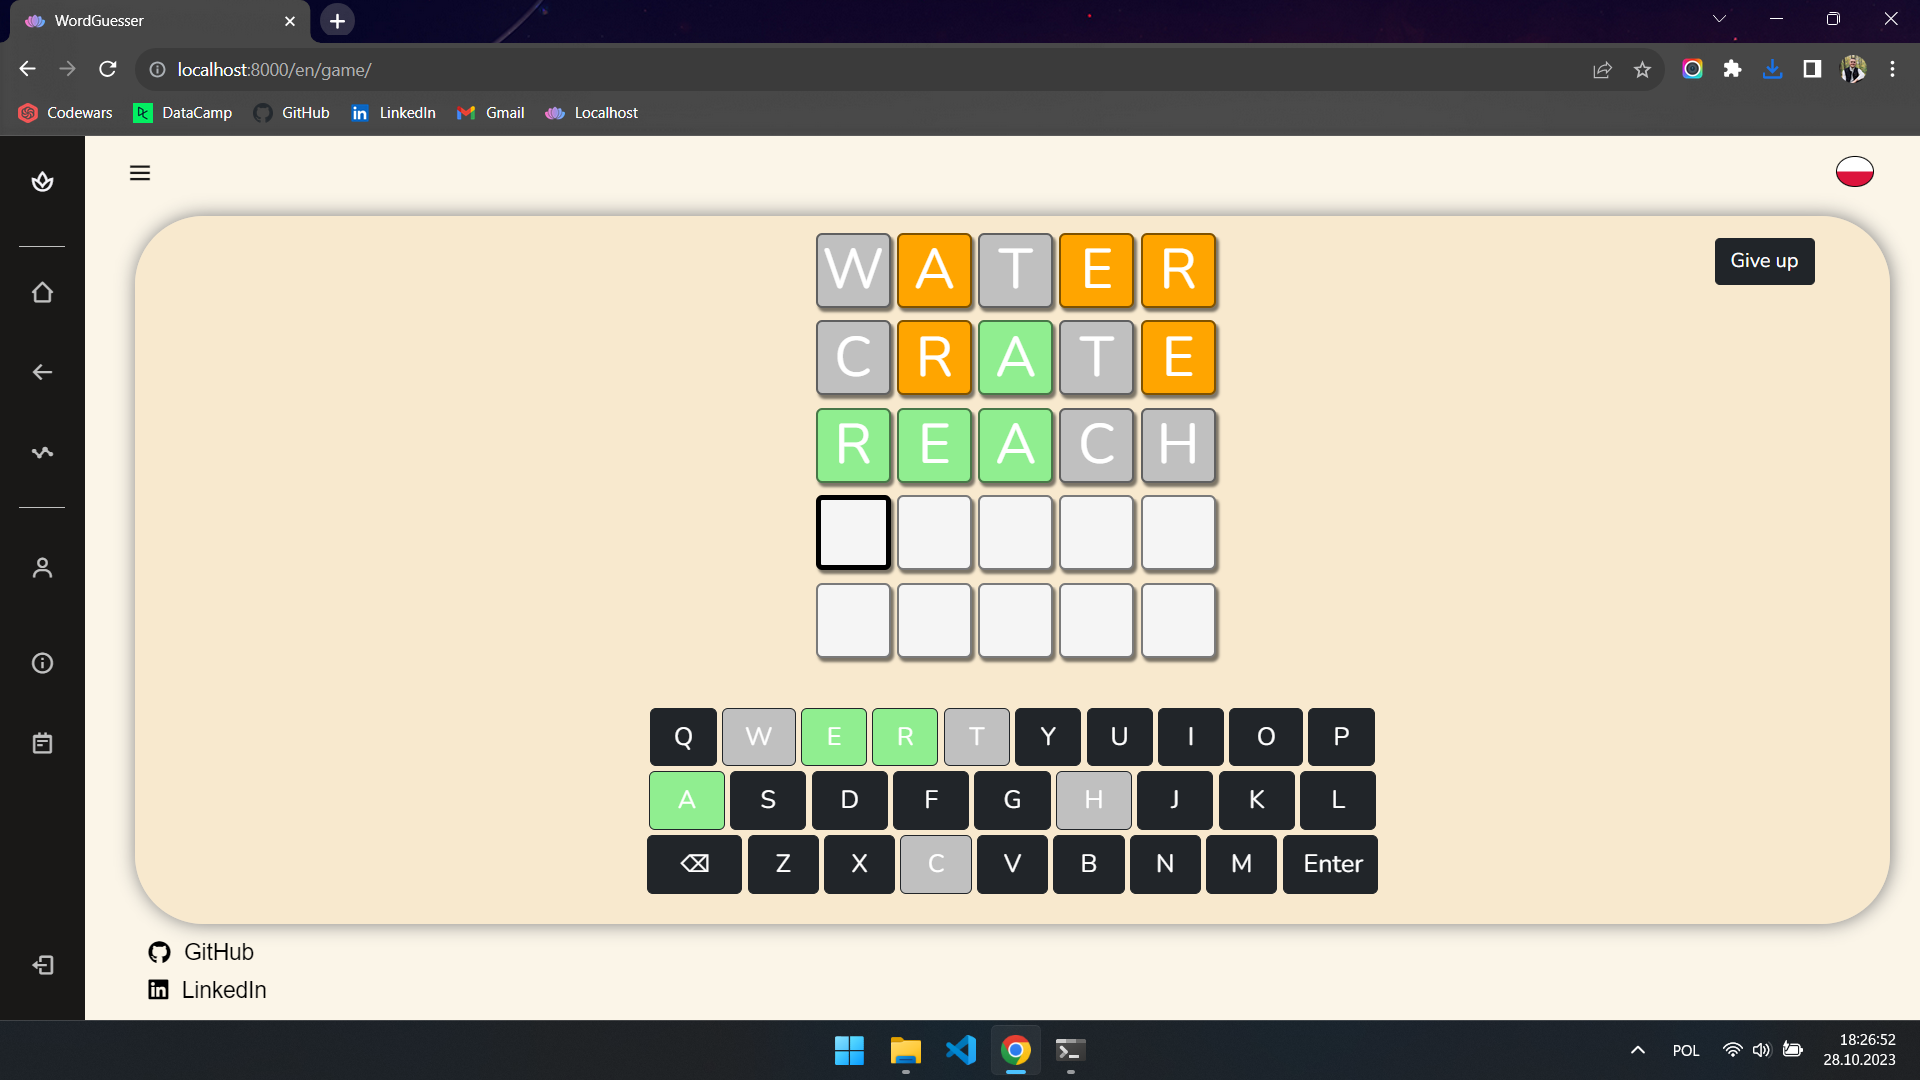 WordGuesser
localhost:8000/en/game/
Codewars DataCamp GitHub LinkedIn Gmail Localhost
W A T E R
Give up
C R A T E
R E A C H
Q W E R T Y U I O P
A S D F G H J K L
⌫ Z X C V B N M Enter
GitHub
LinkedIn
POL
18:26:52
28.10.2023